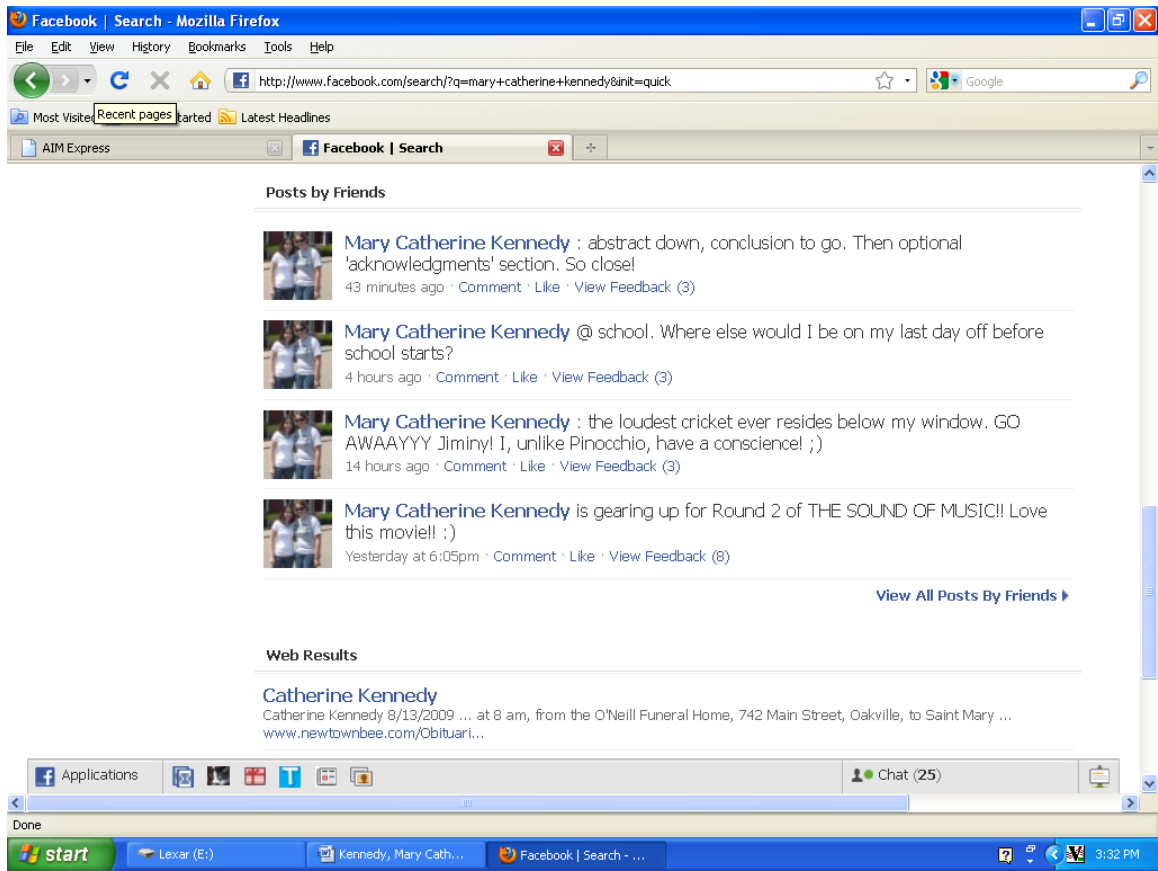 Facebook | Search - Mozilla Firefox
File Edit View History Bookmarks Tools Help
http://www.facebook.com/search/?q=mary+catherine+kennedy&init=quick
Google
Recent pages
Most Visited tarted Latest Headlines
AIM Express
Facebook | Search
Posts by Friends
Mary Catherine Kennedy : abstract down, conclusion to go. Then optional
'acknowledgments' section. So close!
43 minutes ago · Comment · Like · View Feedback (3)
Mary Catherine Kennedy @ school. Where else would I be on my last day off before
school starts?
4 hours ago · Comment · Like · View Feedback (3)
Mary Catherine Kennedy : the loudest cricket ever resides below my window. GO
AWAAYYY Jiminy! I, unlike Pinocchio, have a conscience! ;)
14 hours ago · Comment · Like · View Feedback (3)
Mary Catherine Kennedy is gearing up for Round 2 of THE SOUND OF MUSIC!! Love
this movie!! :)
Yesterday at 6:05pm · Comment · Like · View Feedback (8)
View All Posts By Friends
Web Results
Catherine Kennedy
Catherine Kennedy 8/13/2009 ... at 8 am, from the O'Neill Funeral Home, 742 Main Street, Oakville, to Saint Mary ...
www.newtownbee.com/Obituari...
Applications
Chat (25)
Done
start
Lexar (E:)
Kennedy, Mary Cath...
Facebook | Search - ...
3:32 PM